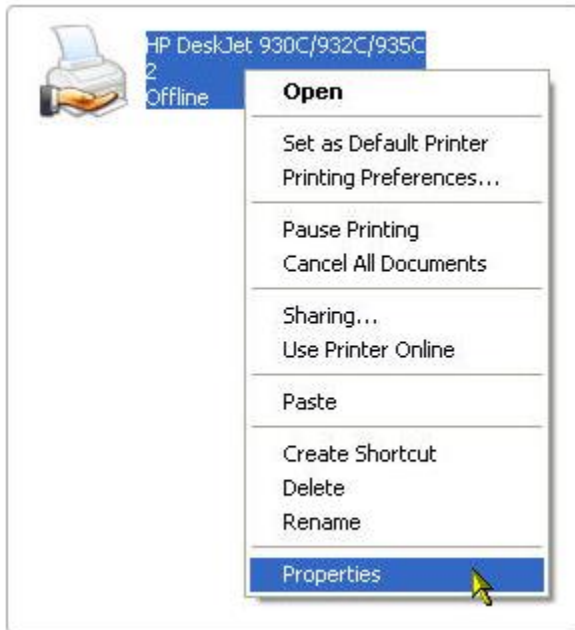 HP DeskJet 930C/932C/935C
2
Offline
Open
Set as Default Printer
Printing Preferences...
Pause Printing
Cancel All Documents
Sharing...
Use Printer Online
Paste
Create Shortcut
Delete
Rename
Properties